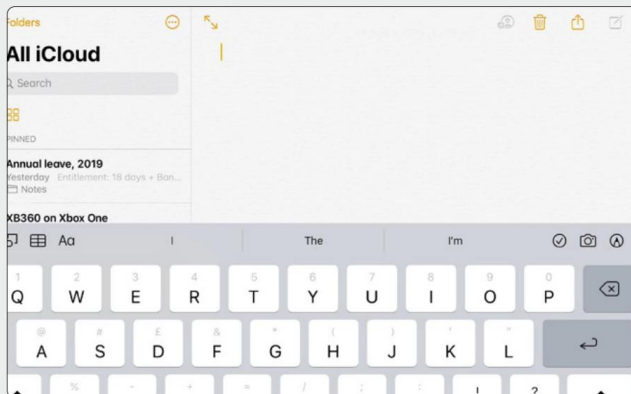 Folders
All iCloud
Search
PINNED
Annual leave, 2019
Yesterday Entitlement: 18 days + Ban...
Notes
XB360 on Xbox One
Aa I The I'm
1 2 3 4 5 6 7 8 9 0
Q W E R T Y U I O P
@ # £ & * ( ) ' "
A S D F G H J K L
% - + = / ; : ! ?